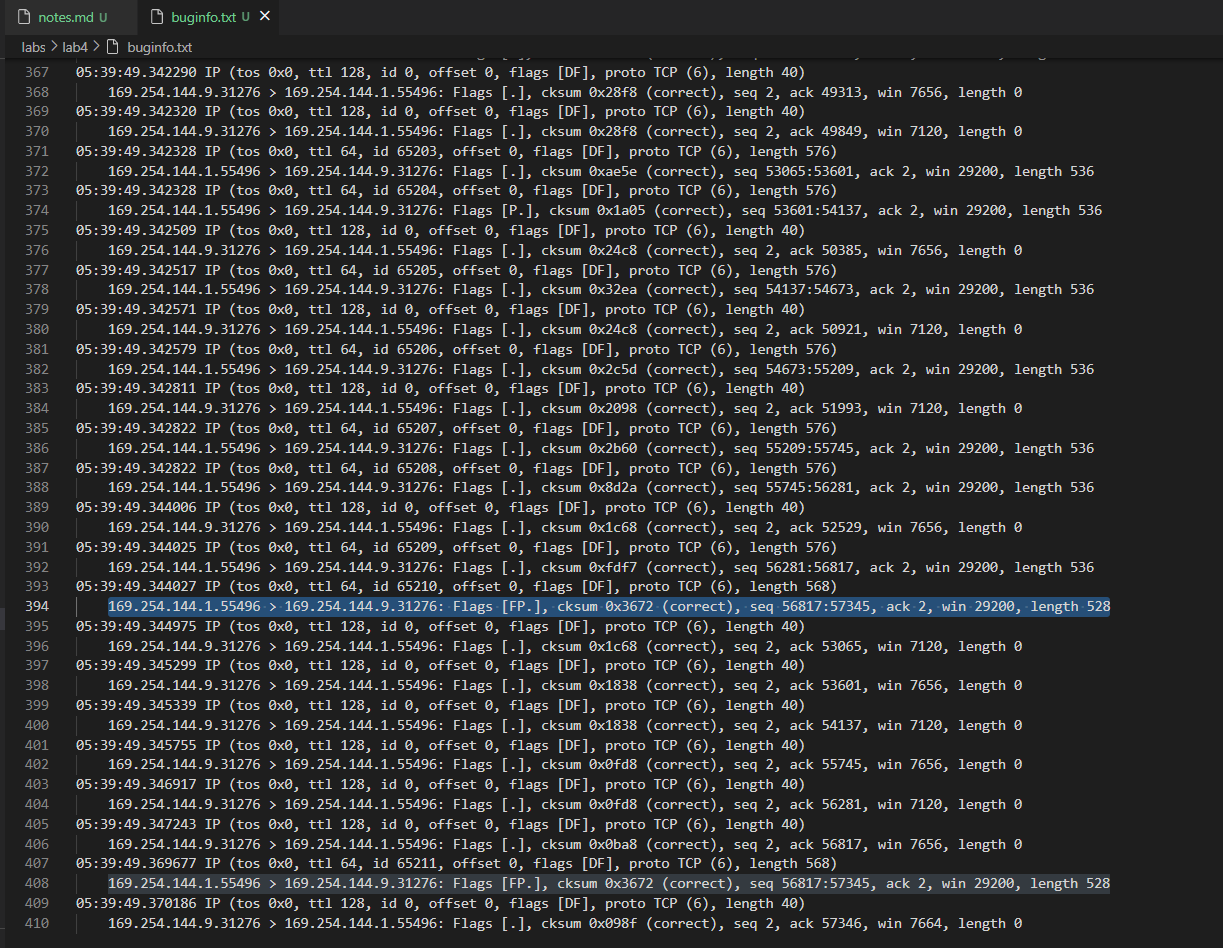 notes.md U buginfo.txt U
labs > lab4 > buginfo.txt
367 05:39:49.342290 IP (tos 0x0, ttl 128, id 0, offset 0, flags [DF], proto TCP (6), length 40)
368 169.254.144.9.31276 > 169.254.144.1.55496: Flags [.], cksum 0x28f8 (correct), seq 2, ack 49313, win 7656, length 0
369 05:39:49.342320 IP (tos 0x0, ttl 128, id 0, offset 0, flags [DF], proto TCP (6), length 40)
370 169.254.144.9.31276 > 169.254.144.1.55496: Flags [.], cksum 0x28f8 (correct), seq 2, ack 49849, win 7120, length 0
371 05:39:49.342328 IP (tos 0x0, ttl 64, id 65203, offset 0, flags [DF], proto TCP (6), length 576)
372 169.254.144.1.55496 > 169.254.144.9.31276: Flags [.], cksum 0xae5e (correct), seq 53065:53601, ack 2, win 29200, length 536
373 05:39:49.342328 IP (tos 0x0, ttl 64, id 65204, offset 0, flags [DF], proto TCP (6), length 576)
374 169.254.144.1.55496 > 169.254.144.9.31276: Flags [P.], cksum 0x1a05 (correct), seq 53601:54137, ack 2, win 29200, length 536
375 05:39:49.342509 IP (tos 0x0, ttl 128, id 0, offset 0, flags [DF], proto TCP (6), length 40)
376 169.254.144.9.31276 > 169.254.144.1.55496: Flags [.], cksum 0x24c8 (correct), seq 2, ack 50385, win 7656, length 0
377 05:39:49.342517 IP (tos 0x0, ttl 64, id 65205, offset 0, flags [DF], proto TCP (6), length 576)
378 169.254.144.1.55496 > 169.254.144.9.31276: Flags [.], cksum 0x32ea (correct), seq 54137:54673, ack 2, win 29200, length 536
379 05:39:49.342571 IP (tos 0x0, ttl 128, id 0, offset 0, flags [DF], proto TCP (6), length 40)
380 169.254.144.9.31276 > 169.254.144.1.55496: Flags [.], cksum 0x24c8 (correct), seq 2, ack 50921, win 7120, length 0
381 05:39:49.342579 IP (tos 0x0, ttl 64, id 65206, offset 0, flags [DF], proto TCP (6), length 576)
382 169.254.144.1.55496 > 169.254.144.9.31276: Flags [.], cksum 0x2c5d (correct), seq 54673:55209, ack 2, win 29200, length 536
383 05:39:49.342811 IP (tos 0x0, ttl 128, id 0, offset 0, flags [DF], proto TCP (6), length 40)
384 169.254.144.9.31276 > 169.254.144.1.55496: Flags [.], cksum 0x2098 (correct), seq 2, ack 51993, win 7120, length 0
385 05:39:49.342822 IP (tos 0x0, ttl 64, id 65207, offset 0, flags [DF], proto TCP (6), length 576)
386 169.254.144.1.55496 > 169.254.144.9.31276: Flags [.], cksum 0x2b60 (correct), seq 55209:55745, ack 2, win 29200, length 536
387 05:39:49.342822 IP (tos 0x0, ttl 64, id 65208, offset 0, flags [DF], proto TCP (6), length 576)
388 169.254.144.1.55496 > 169.254.144.9.31276: Flags [.], cksum 0x8d2a (correct), seq 55745:56281, ack 2, win 29200, length 536
389 05:39:49.344006 IP (tos 0x0, ttl 128, id 0, offset 0, flags [DF], proto TCP (6), length 40)
390 169.254.144.9.31276 > 169.254.144.1.55496: Flags [.], cksum 0x1c68 (correct), seq 2, ack 52529, win 7656, length 0
391 05:39:49.344025 IP (tos 0x0, ttl 64, id 65209, offset 0, flags [DF], proto TCP (6), length 576)
392 169.254.144.1.55496 > 169.254.144.9.31276: Flags [.], cksum 0xfdf7 (correct), seq 56281:56817, ack 2, win 29200, length 536
393 05:39:49.344027 IP (tos 0x0, ttl 64, id 65210, offset 0, flags [DF], proto TCP (6), length 568)
394 169.254.144.1.55496 > 169.254.144.9.31276: Flags [FP.], cksum 0x3672 (correct), seq 56817:57345, ack 2, win 29200, length 528
395 05:39:49.344975 IP (tos 0x0, ttl 128, id 0, offset 0, flags [DF], proto TCP (6), length 40)
396 169.254.144.9.31276 > 169.254.144.1.55496: Flags [.], cksum 0x1c68 (correct), seq 2, ack 53065, win 7120, length 0
397 05:39:49.345299 IP (tos 0x0, ttl 128, id 0, offset 0, flags [DF], proto TCP (6), length 40)
398 169.254.144.9.31276 > 169.254.144.1.55496: Flags [.], cksum 0x1838 (correct), seq 2, ack 53601, win 7656, length 0
399 05:39:49.345339 IP (tos 0x0, ttl 128, id 0, offset 0, flags [DF], proto TCP (6), length 40)
400 169.254.144.9.31276 > 169.254.144.1.55496: Flags [.], cksum 0x1838 (correct), seq 2, ack 54137, win 7120, length 0
401 05:39:49.345755 IP (tos 0x0, ttl 128, id 0, offset 0, flags [DF], proto TCP (6), length 40)
402 169.254.144.9.31276 > 169.254.144.1.55496: Flags [.], cksum 0x0fd8 (correct), seq 2, ack 55745, win 7656, length 0
403 05:39:49.346917 IP (tos 0x0, ttl 128, id 0, offset 0, flags [DF], proto TCP (6), length 40)
404 169.254.144.9.31276 > 169.254.144.1.55496: Flags [.], cksum 0x0fd8 (correct), seq 2, ack 56281, win 7120, length 0
405 05:39:49.347243 IP (tos 0x0, ttl 128, id 0, offset 0, flags [DF], proto TCP (6), length 40)
406 169.254.144.9.31276 > 169.254.144.1.55496: Flags [.], cksum 0x0ba8 (correct), seq 2, ack 56817, win 7656, length 0
407 05:39:49.369677 IP (tos 0x0, ttl 64, id 65211, offset 0, flags [DF], proto TCP (6), length 568)
408 169.254.144.1.55496 > 169.254.144.9.31276: Flags [FP.], cksum 0x3672 (correct), seq 56817:57345, ack 2, win 29200, length 528
409 05:39:49.370186 IP (tos 0x0, ttl 128, id 0, offset 0, flags [DF], proto TCP (6), length 40)
410 169.254.144.9.31276 > 169.254.144.1.55496: Flags [.], cksum 0x098f (correct), seq 2, ack 57346, win 7664, length 0